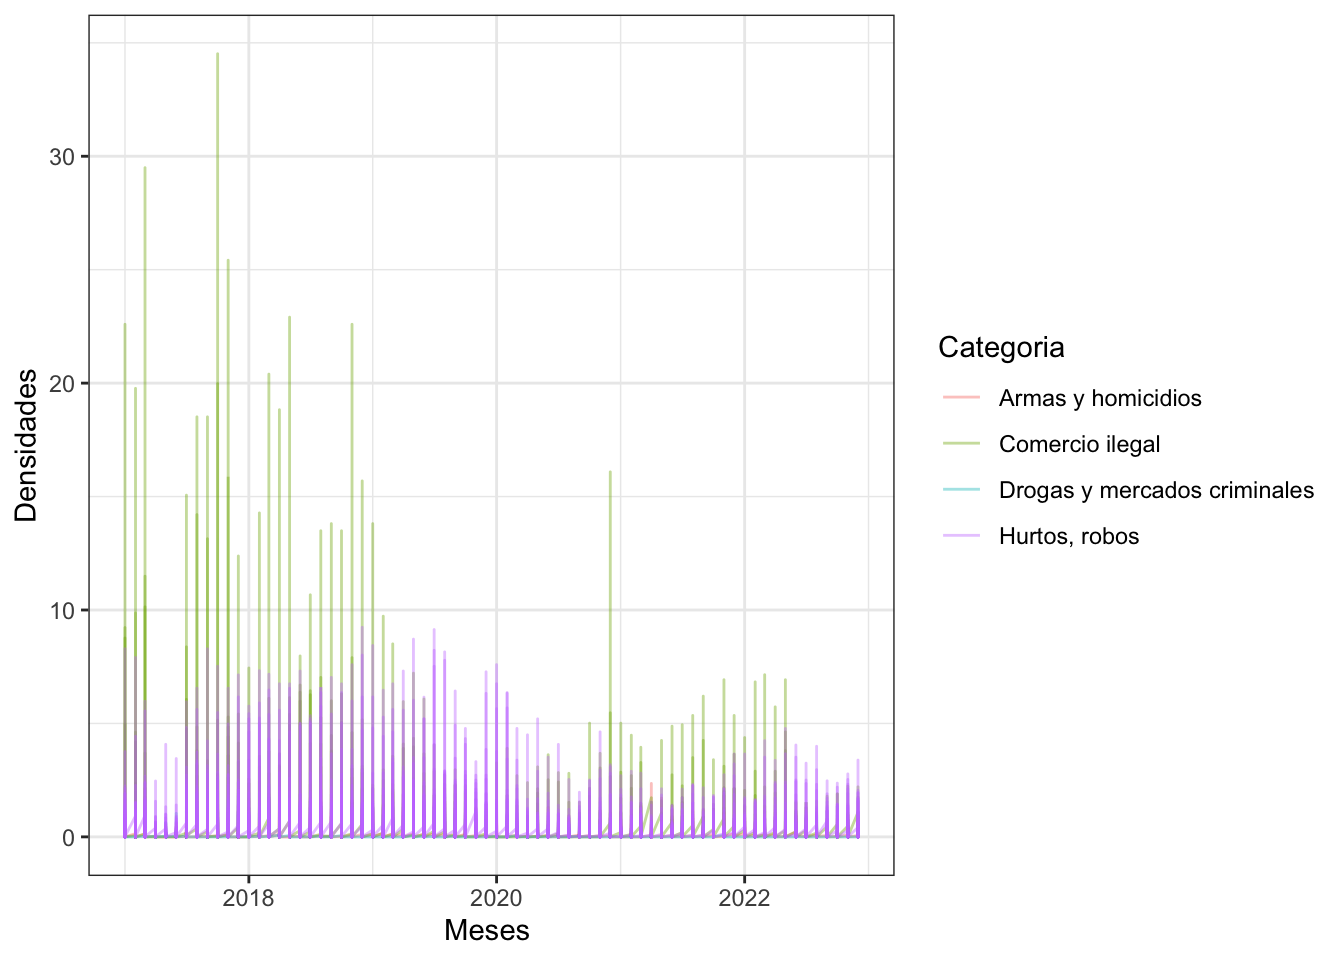 30
20
10
0
Densidades
2018
2020
2022
Meses
Categoria
Armas y homicidios
Comercio ilegal
Drogas y mercados criminales
Hurtos, robos